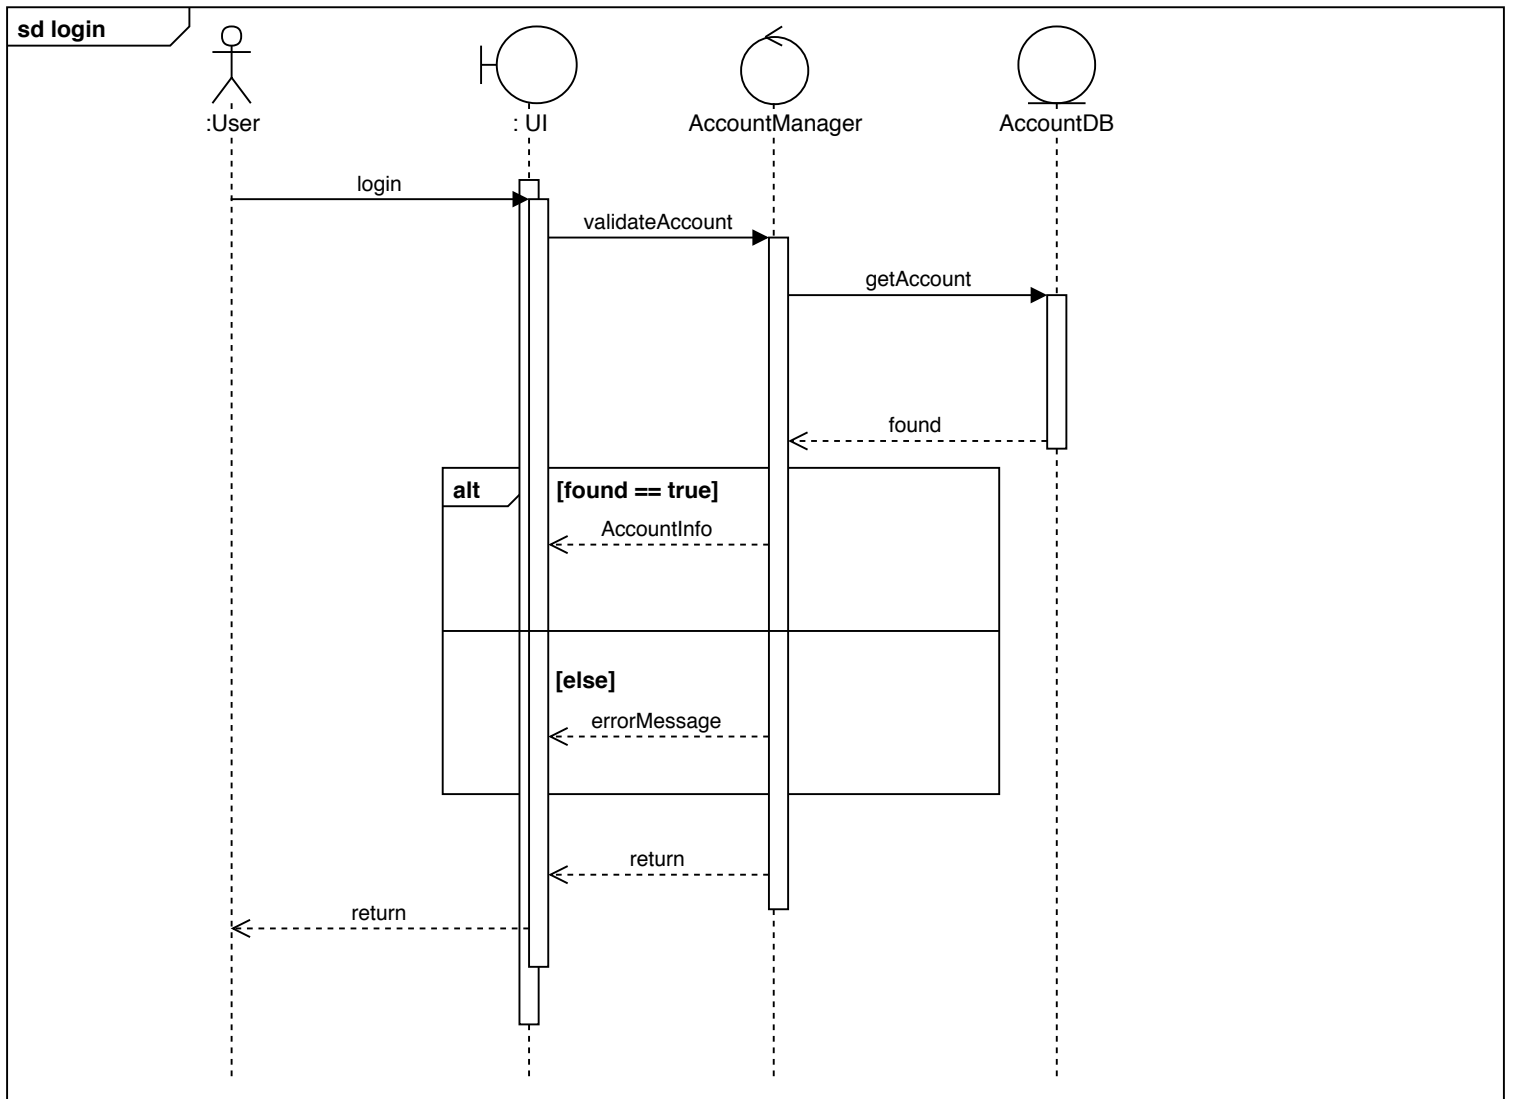 sd login
:User
: UI
AccountManager
AccountDB
login
validateAccount
getAccount
found
alt
[found == true]
AccountInfo
[else]
errorMessage
return
return